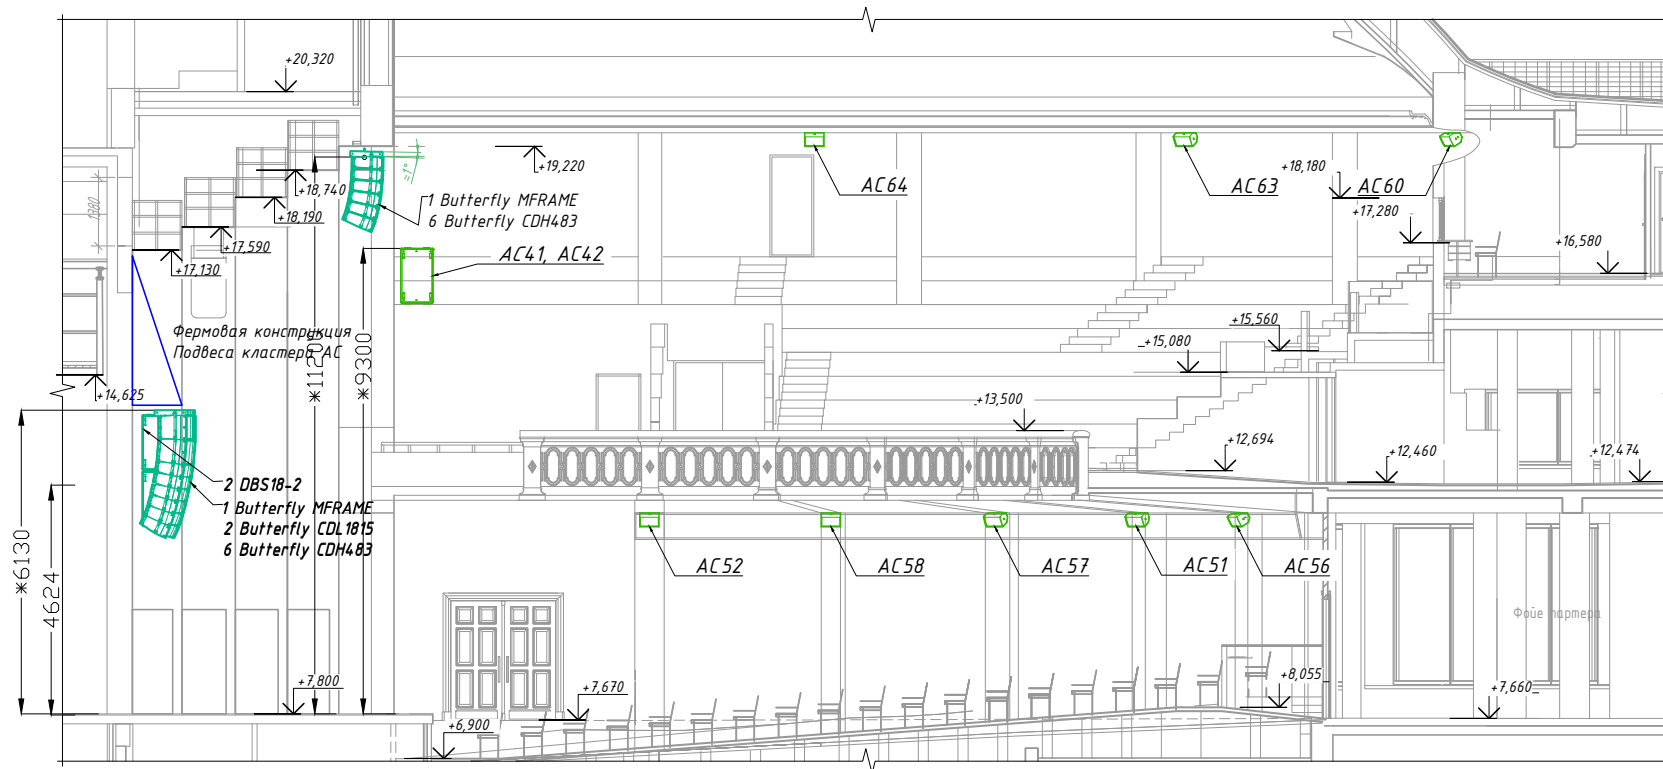 +20,320
+19,220
+18,740
+18,190
+17,590
+17,130
1380
≈1°
1 Butterfly MFRAME
6 Butterfly CDH483
AC41, AC42
AC64
AC63
+18,180
AC60
+17,280
+16,580
Фермовая конструкция
Подвеса кластера АС
*11200
*9300
+14,625
+15,560
+15,080
+13,500
+12,694
+12,460
+12,474
2 DBS18-2
1 Butterfly MFRAME
2 Butterfly CDL1815
6 Butterfly CDH483
*6130
4624
AC52
AC58
AC57
AC51
AC56
Фойе партера
+7,800
+7,670
+6,900
+8,055
+7,660